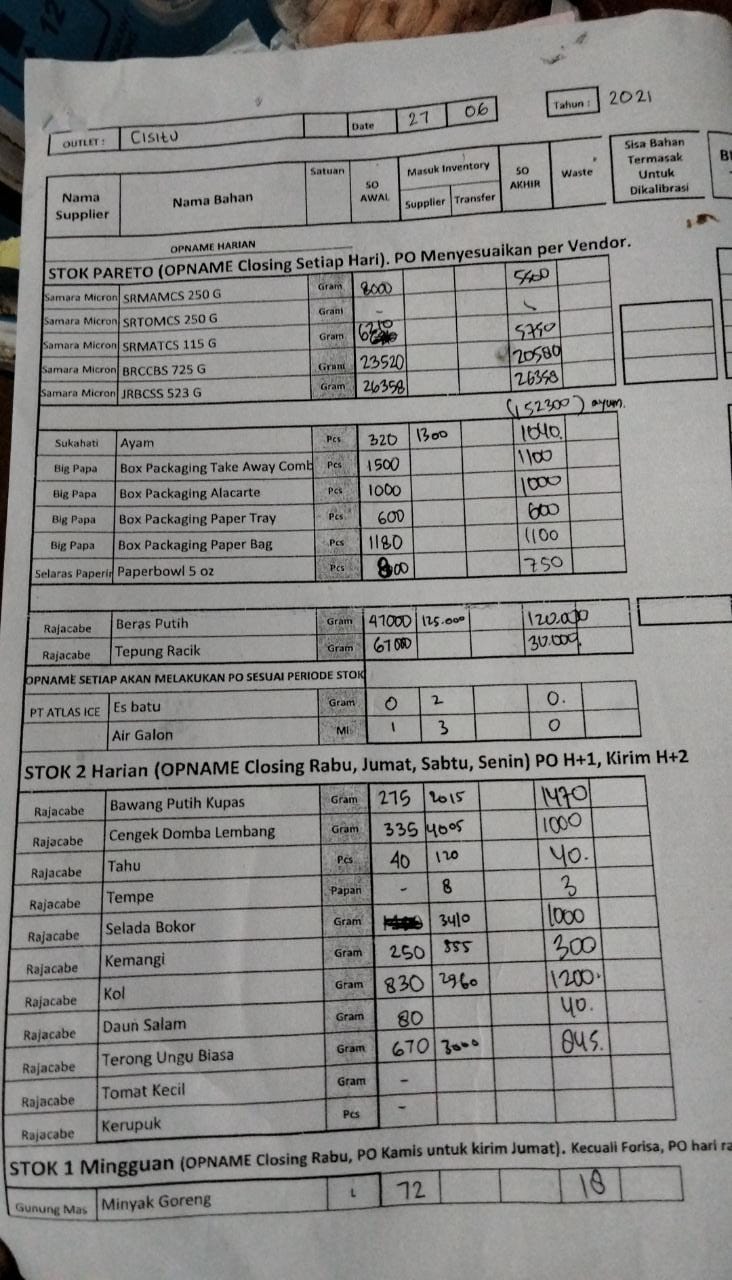 OUTLET : CISITU Date 27 06 Tahun : 2021
Nama Supplier Nama Bahan Satuan SO AWAL Masuk Inventory Supplier Transfer SO AKHIR Waste Sisa Bahan Termasak Untuk Dikalibrasi
OPNAME HARIAN
STOK PARETO (OPNAME Closing Setiap Hari). PO Menyesuaikan per Vendor.
Samara Micron SRMAMCS 250 G Gram 8000
Samara Micron SRTOMCS 250 G Gram -
Samara Micron SRMATCS 115 G Gram 5750
Samara Micron BRCCBS 725 G Gram 23520 20580
Samara Micron JRBCSS 523 G Gram 26358 26358
52300) ayam.
Sukahati Ayam Pcs 320 1300 1040.
Big Papa Box Packaging Take Away Comb Pcs 1500 1100
Big Papa Box Packaging Alacarte Pcs 1000 1000
Big Papa Box Packaging Paper Tray Pcs 600 600
Big Papa Box Packaging Paper Bag Pcs 1180 1100
Selaras Paperin Paperbowl 5 oz Pcs 800 750
Rajacabe Beras Putih Gram 47000 125.000 120.000
Rajacabe Tepung Racik Gram 67000 30.000
OPNAME SETIAP AKAN MELAKUKAN PO SESUAI PERIODE STOK
PT ATLAS ICE Es batu Gram 0 2 0.
Air Galon Ml 1 3 0
STOK 2 Harian (OPNAME Closing Rabu, Jumat, Sabtu, Senin) PO H+1, Kirim H+2
Rajacabe Bawang Putih Kupas Gram 275 2015 1470
Rajacabe Cengek Domba Lembang Gram 335 4005 1000
Rajacabe Tahu Pcs 40 120 40.
Rajacabe Tempe Papan - 8 3
Rajacabe Selada Bokor Gram 3410 1000
Rajacabe Kemangi Gram 250 555 300
Rajacabe Kol Gram 830 2960 1200.
Rajacabe Daun Salam Gram 80 40.
Rajacabe Terong Ungu Biasa Gram 670 3000 845.
Rajacabe Tomat Kecil Gram -
Rajacabe Kerupuk Pcs -
STOK 1 Mingguan (OPNAME Closing Rabu, PO Kamis untuk kirim Jumat). Kecuali Forisa, PO hari ra
Gunung Mas Minyak Goreng L 72 18